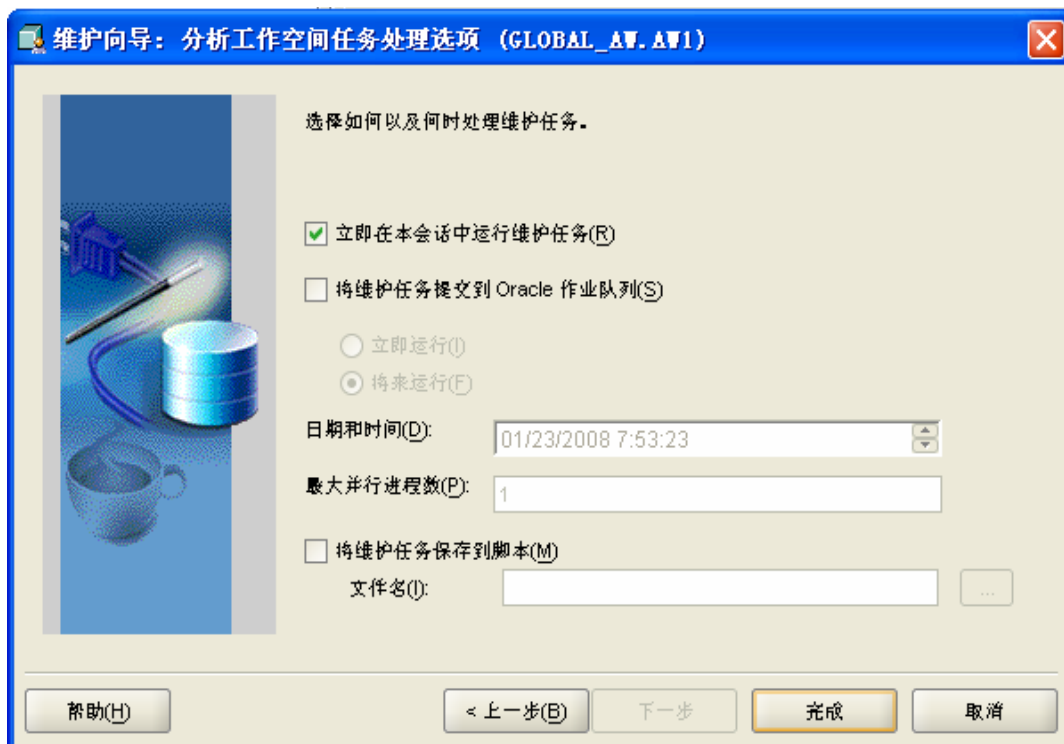 维护向导: 分析工作空间任务处理选项 (GLOBAL_AW.AW1)
选择如何以及何时处理维护任务。
立即在本会话中运行维护任务(R)
将维护任务提交到 Oracle 作业队列(S)
立即运行(I)
将来运行(F)
日期和时间(D): 01/23/2008 7:53:23
最大并行进程数(P): 1
将维护任务保存到脚本(M)
文件名(I): ...
帮助(H) < 上一步(B) 下一步 完成 取消